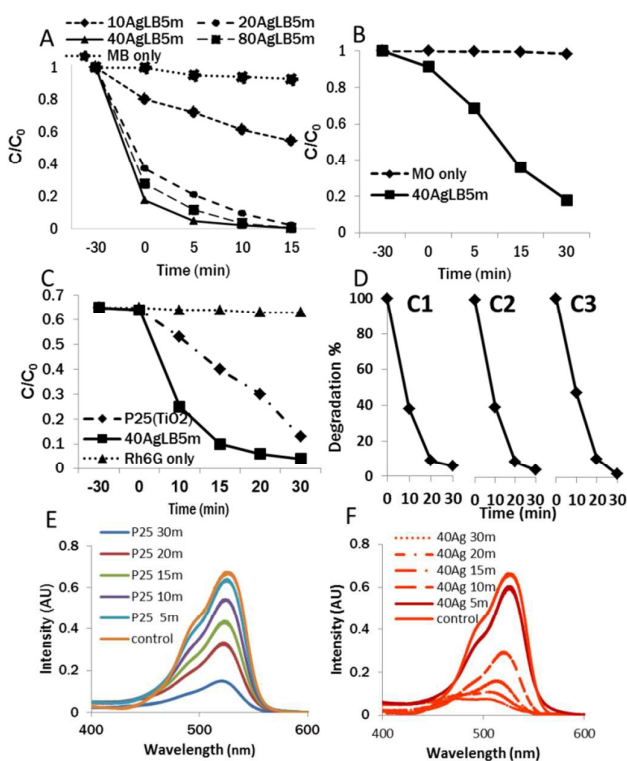 A
10AgLB5m
20AgLB5m
40AgLB5m
80AgLB5m
MB only
C/C0
1
0.8
0.6
0.4
0.2
0
-30 0 5 10 15
Time (min)
B
C/C0
1
0.8
0.6
0.4
0.2
0
MO only
40AgLB5m
-30 0 5 15 30
Time (min)
C
C/C0
0.7
0.6
0.5
0.4
0.3
0.2
0.1
0
P25(TiO2)
40AgLB5m
Rh6G only
-30 0 10 15 20 30
Time (min)
D
Degradation %
100
80
60
40
20
0
C1 C2 C3
0 10 20 30 0 10 20 30 0 10 20 30
Time (min)
E
P25 30m
P25 20m
P25 15m
P25 10m
P25 5m
control
Intensity (AU)
0.8
0.6
0.4
0.2
0
400 500 600
Wavelength (nm)
F
40Ag 30m
40Ag 20m
40Ag 15m
40Ag 10m
40Ag 5m
control
Intensity (AU)
0.8
0.6
0.4
0.2
0
400 500 600
Wavelength (nm)